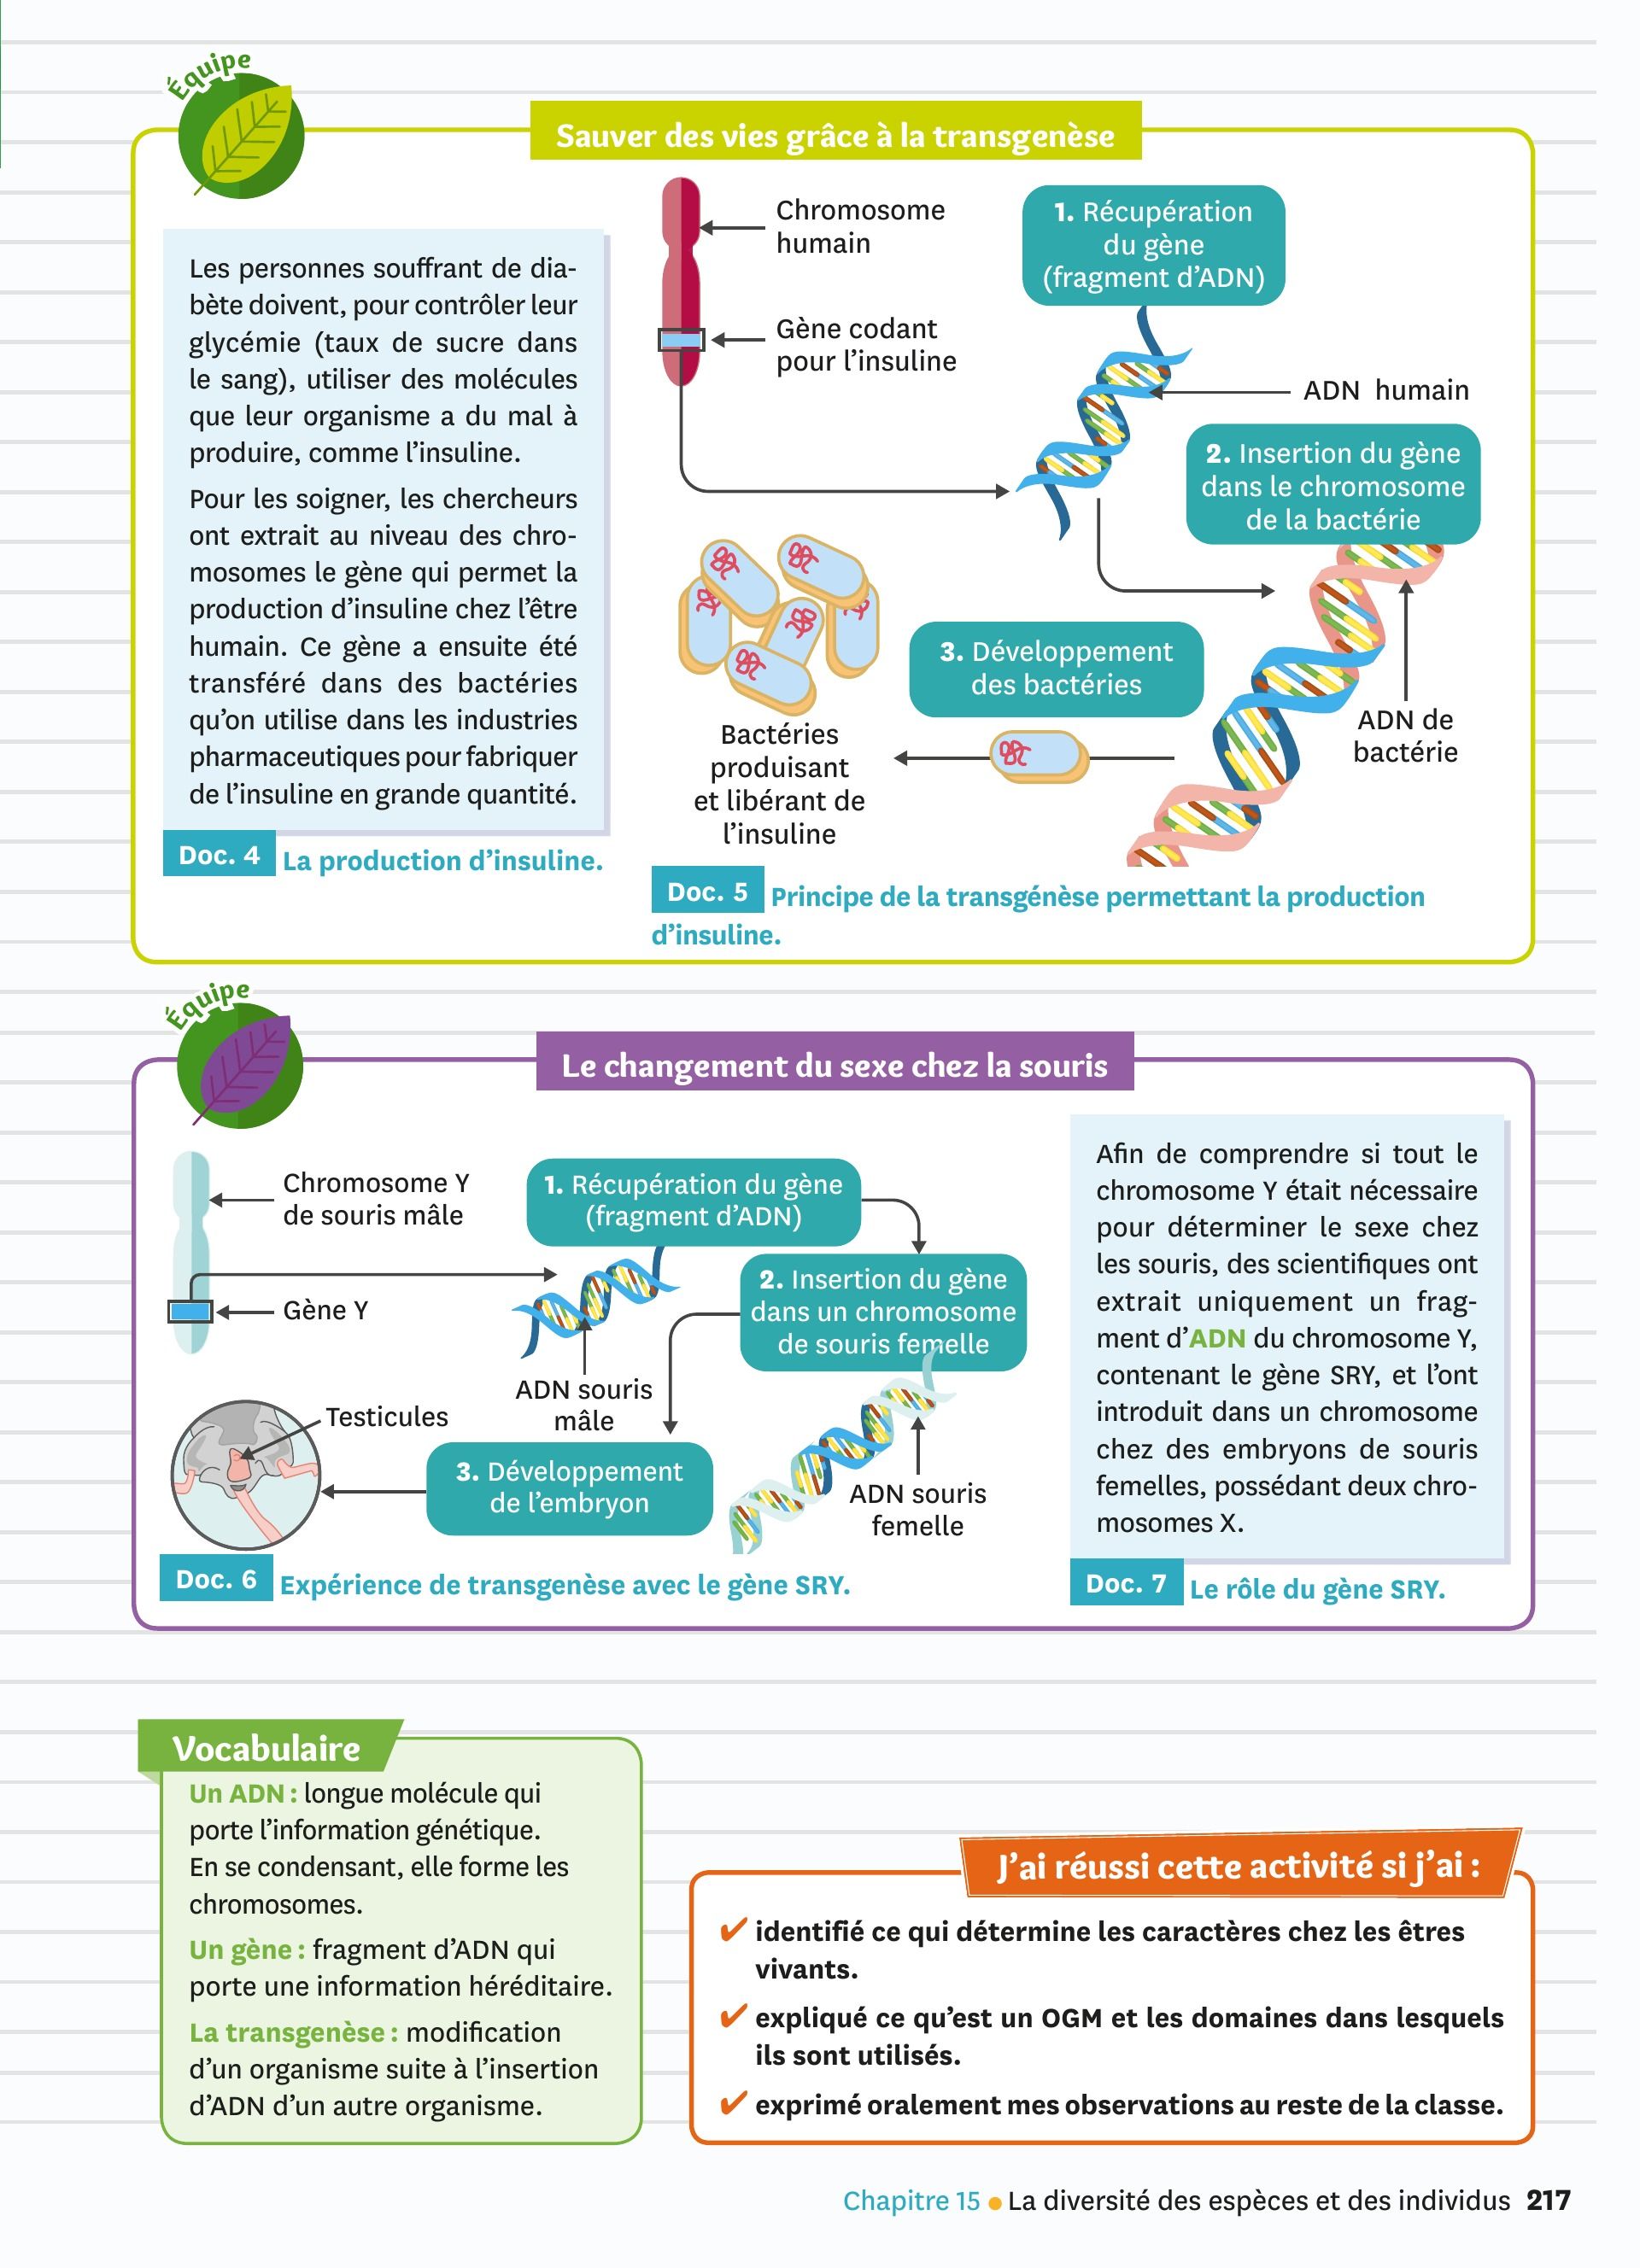 Équipe
Sauver des vies grâce à la transgenèse
Les personnes souffrant de dia-
bète doivent, pour contrôler leur
glycémie (taux de sucre dans
le sang), utiliser des molécules
que leur organisme a du mal à
produire, comme l'insuline.
Pour les soigner, les chercheurs
ont extrait au niveau des chro-
mosomes le gène qui permet la
production d'insuline chez l'être
humain. Ce gène a ensuite été
transféré dans des bactéries
qu'on utilise dans les industries
pharmaceutiques pour fabriquer
de l'insuline en grande quantité.
Doc. 4 La production d'insuline.
Chromosome
humain
Gène codant
pour l'insuline
1. Récupération
du gène
(fragment d'ADN)
ADN humain
2. Insertion du gène
dans le chromosome
de la bactérie
ADN de
bactérie
3. Développement
des bactéries
Bactéries
produisant
et libérant de
l'insuline
Doc. 5 Principe de la transgénèse permettant la production
d'insuline.
Équipe
Le changement du sexe chez la souris
Chromosome Y
de souris mâle
Gène Y
1. Récupération du gène
(fragment d'ADN)
ADN souris
mâle
2. Insertion du gène
dans un chromosome
de souris femelle
ADN souris
femelle
3. Développement
de l'embryon
Testicules
Doc. 6 Expérience de transgenèse avec le gène SRY.
Afin de comprendre si tout le
chromosome Y était nécessaire
pour déterminer le sexe chez
les souris, des scientifiques ont
extrait uniquement un frag-
ment d'ADN du chromosome Y,
contenant le gène SRY, et l'ont
introduit dans un chromosome
chez des embryons de souris
femelles, possédant deux chro-
mosomes X.
Doc. 7 Le rôle du gène SRY.
Vocabulaire
Un ADN : longue molécule qui
porte l'information génétique.
En se condensant, elle forme les
chromosomes.
Un gène : fragment d'ADN qui
porte une information héréditaire.
La transgenèse : modification
d'un organisme suite à l'insertion
d'ADN d'un autre organisme.
J'ai réussi cette activité si j'ai :
✔ identifié ce qui détermine les caractères chez les êtres
vivants.
✔ expliqué ce qu'est un OGM et les domaines dans lesquels
ils sont utilisés.
✔ exprimé oralement mes observations au reste de la classe.
Chapitre 15 • La diversité des espèces et des individus 217